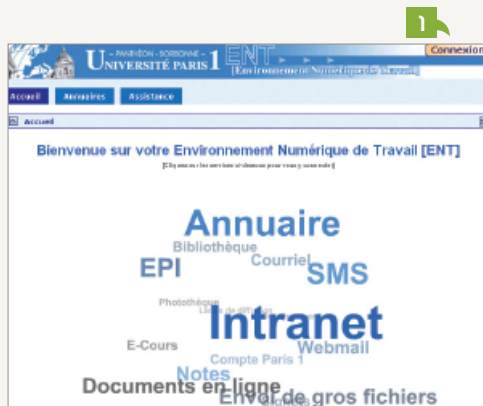 1
Connexion
- PANTHÉON - SORBONNE -
UNIVERSITÉ PARIS 1
ENT
[Environnement Numérique de Travail]
Accueil Annuaires Assistance
Accueil
Bienvenue sur votre Environnement Numérique de Travail [ENT]
Annuaire
Bibliothèque
Courriel
EPI
SMS
Photothèque
Intranet
E-Cours
Webmail
Compte Paris 1
Notes
Documents en ligne
Envoi de gros fichiers